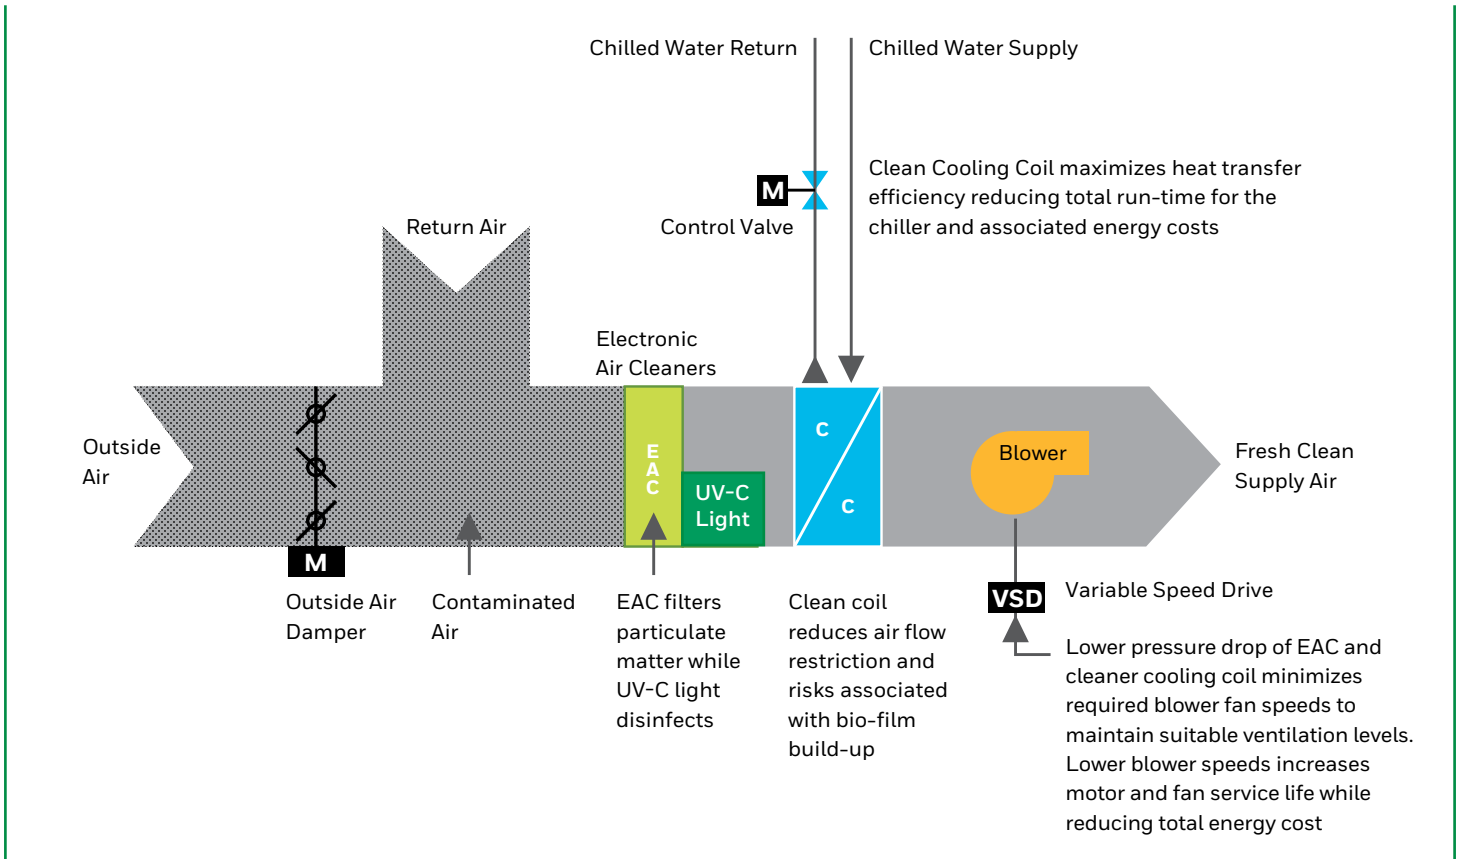 Chilled Water Return
Chilled Water Supply
Clean Cooling Coil maximizes heat transfer
efficiency reducing total run-time for the
chiller and associated energy costs
M
Control Valve
Return Air
Electronic
Air Cleaners
Outside
Air
E
A
C
UV-C
Light
C
C
Blower
Fresh Clean
Supply Air
M
Outside Air
Damper
Contaminated
Air
EAC filters
particulate
matter while
UV-C light
disinfects
Clean coil
reduces air flow
restriction and
risks associated
with bio-film
build-up
VSD
Variable Speed Drive
Lower pressure drop of EAC and
cleaner cooling coil minimizes
required blower fan speeds to
maintain suitable ventilation levels.
Lower blower speeds increases
motor and fan service life while
reducing total energy cost